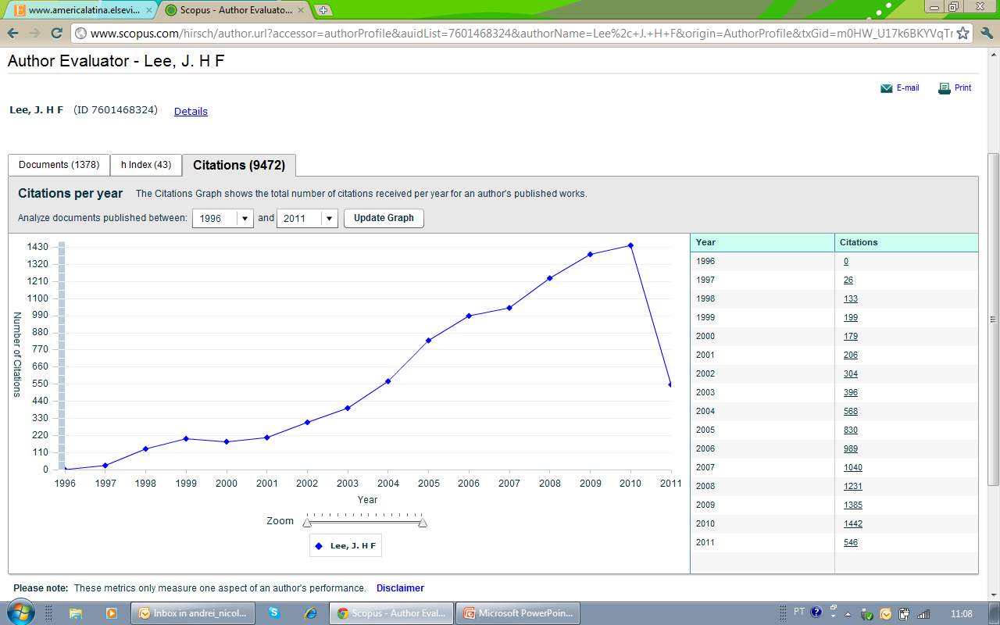 www.americalatina.elsevi...
Scopus - Author Evaluato...
www.scopus.com/hirsch/author.url?accessor=authorProfile&auidList=7601468324&authorName=Lee%2c+J.+H+F&origin=AuthorProfile&txGid=m0HW_U17k6BKYVqTr
Author Evaluator - Lee, J. H F
E-mail Print
Lee, J. H F (ID 7601468324) Details
Documents (1378) h Index (43) Citations (9472)
Citations per year The Citations Graph shows the total number of citations received per year for an author's published works.
Analyze documents published between: 1996 and 2011 Update Graph
1430
1320
1210
1100
990
880
770
660
550
440
330
220
110
0
Number of Citations
1996 1997 1998 1999 2000 2001 2002 2003 2004 2005 2006 2007 2008 2009 2010 2011
Year
Zoom
Lee, J. H F
Year Citations
1996 0
1997 26
1998 133
1999 199
2000 179
2001 206
2002 304
2003 396
2004 568
2005 830
2006 989
2007 1040
2008 1231
2009 1385
2010 1442
2011 546
Please note: These metrics only measure one aspect of an author's performance. Disclaimer
Inbox in andrei_nicol... Scopus - Author Eval... Microsoft PowerPoin... PT 11:08